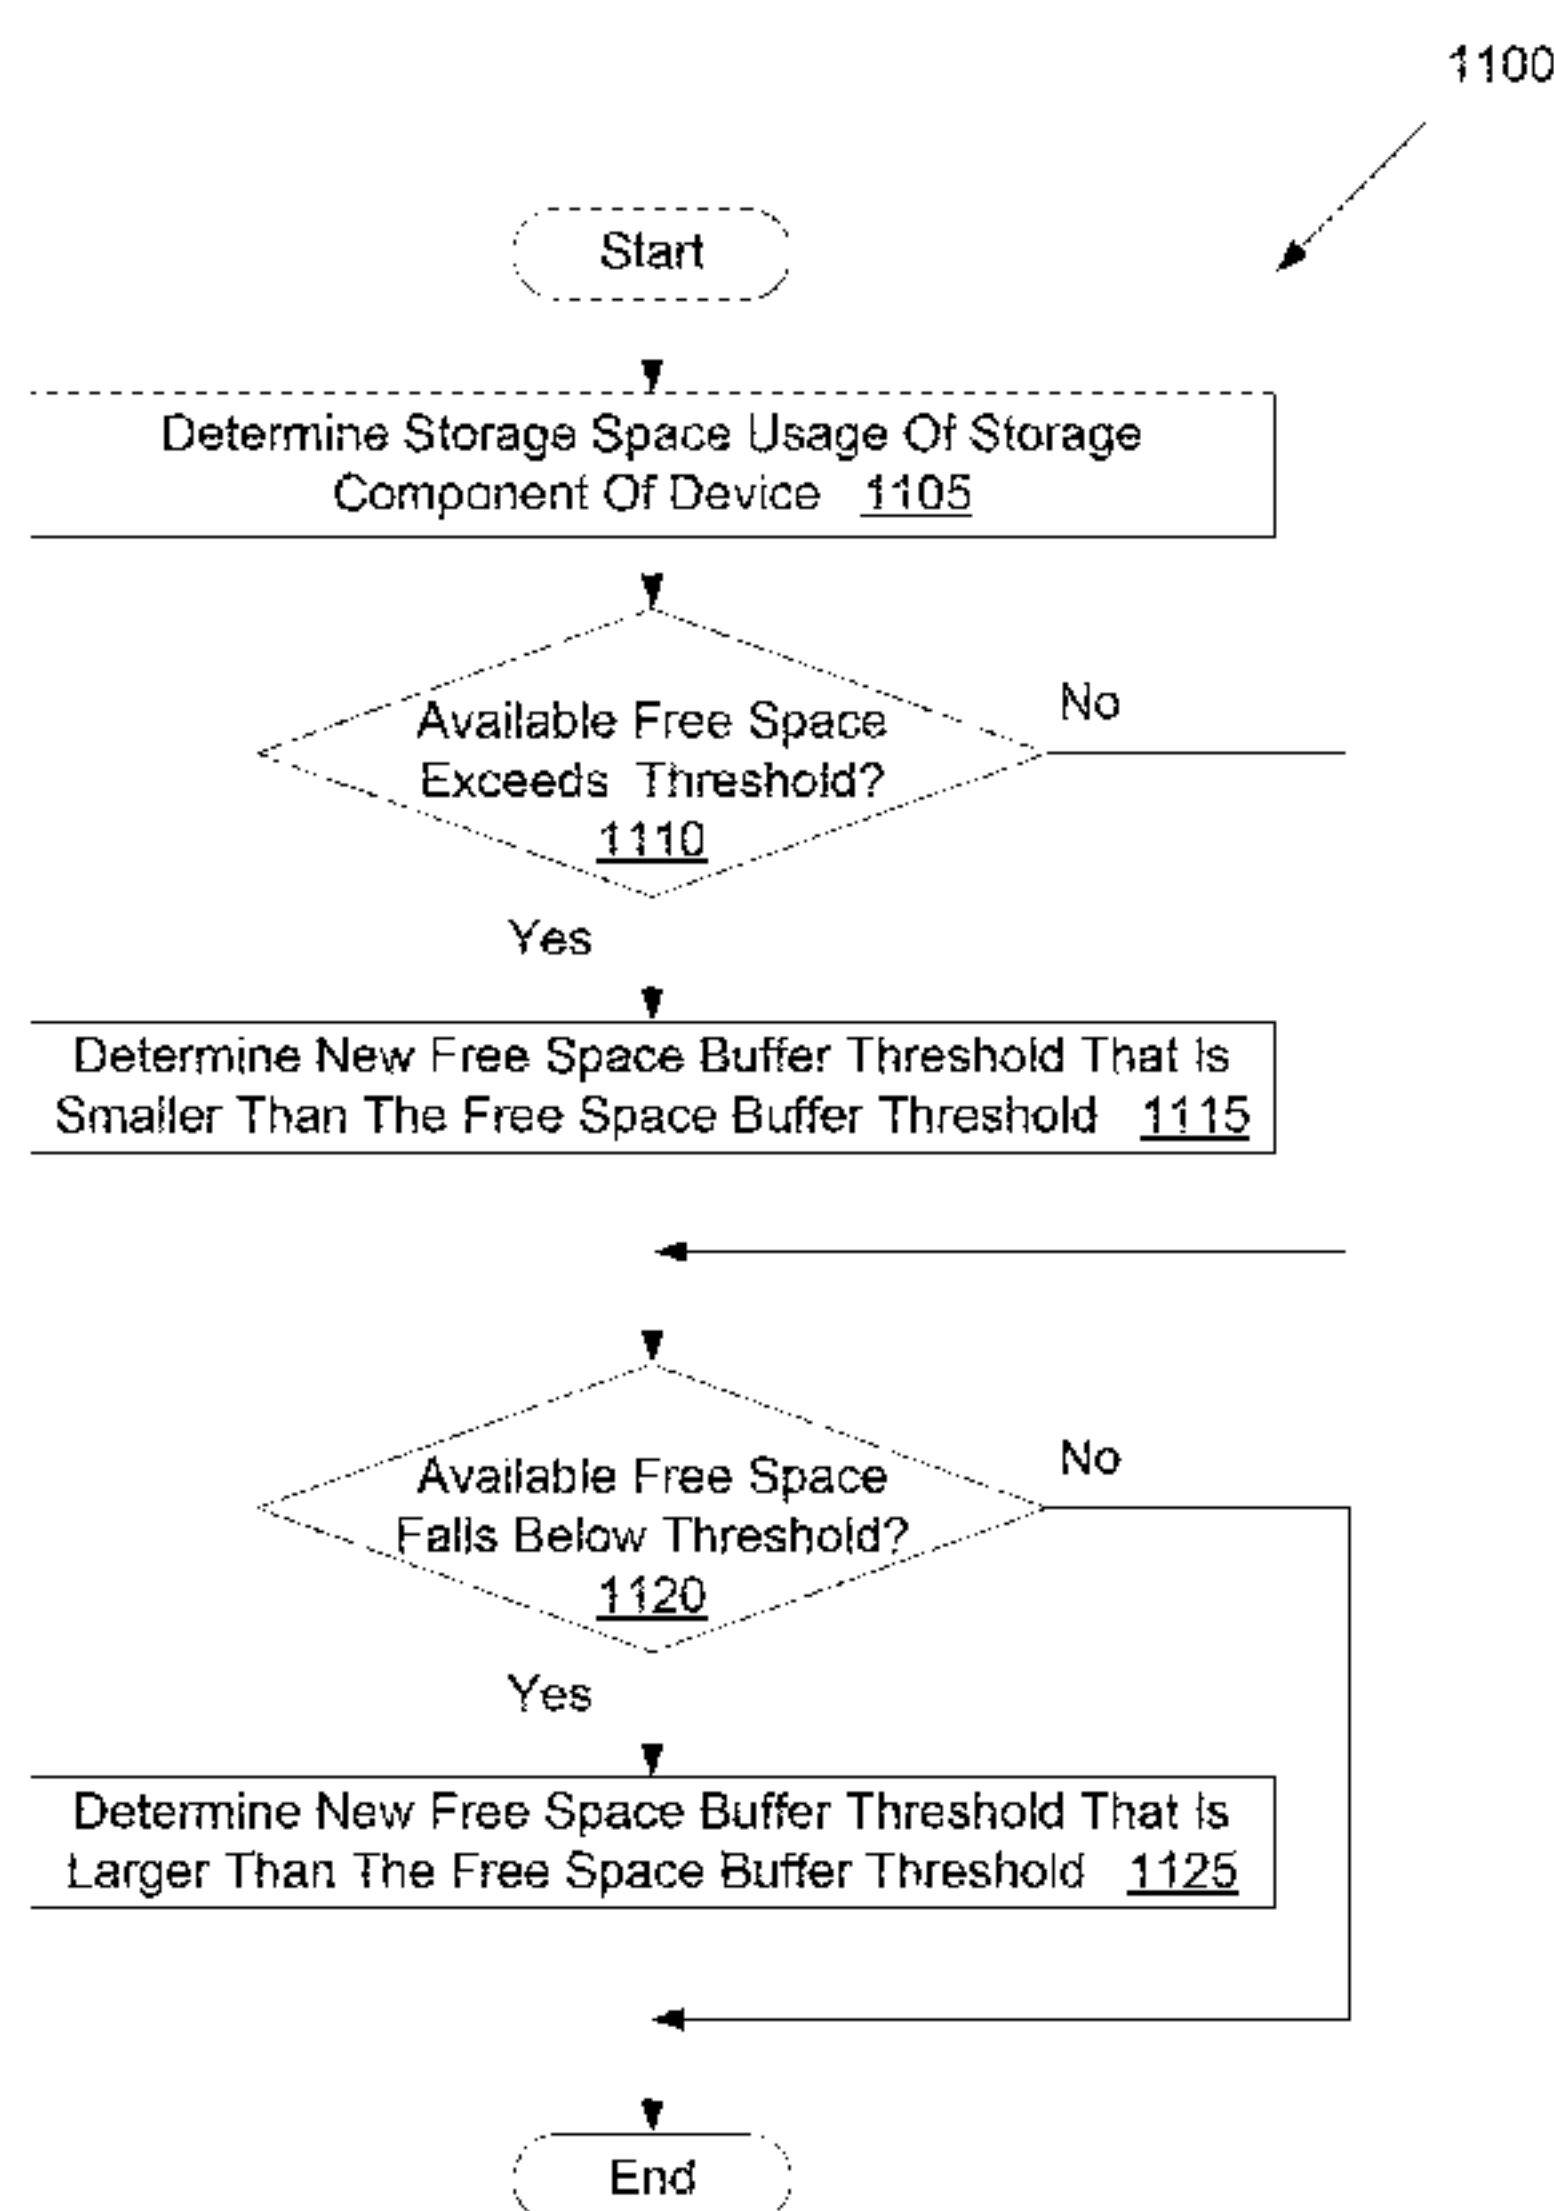 1100
Start
Determine Storage Space Usage Of Storage
Component Of Device 1105
Available Free Space
Exceeds Threshold?
1110
No
Yes
Determine New Free Space Buffer Threshold That Is
Smaller Than The Free Space Buffer Threshold 1115
Available Free Space
Falls Below Threshold?
1120
No
Yes
Determine New Free Space Buffer Threshold That Is
Larger Than The Free Space Buffer Threshold 1125
End